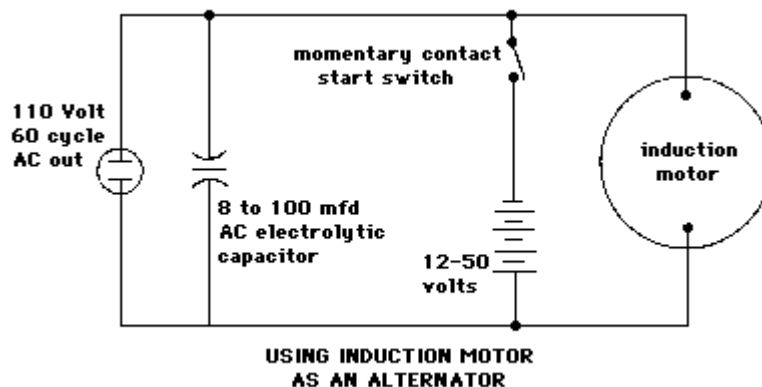 momentary contact
start switch
110 Volt
60 cycle
AC out
induction
motor
8 to 100 mfd
AC electrolytic
capacitor
12-50
volts
USING INDUCTION MOTOR
AS AN ALTERNATOR